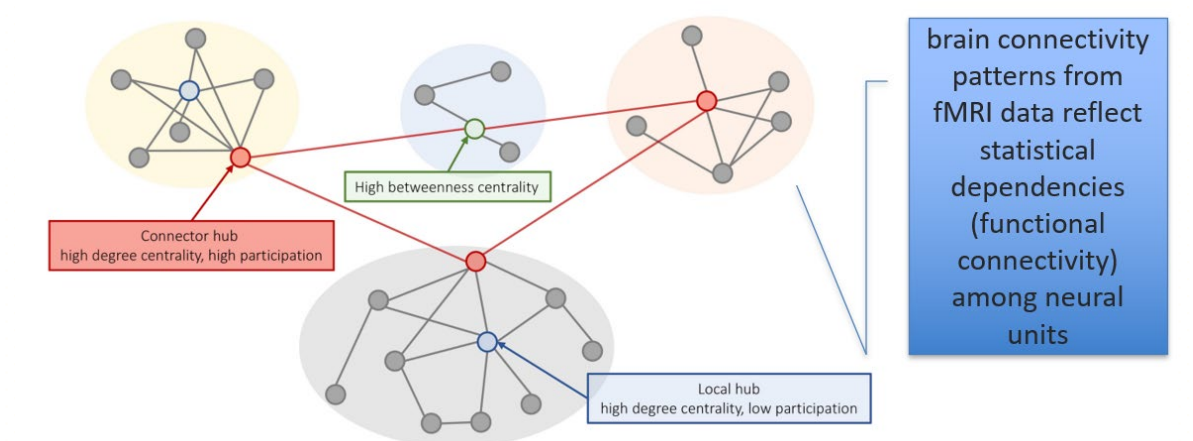 brain connectivity
patterns from
fMRI data reflect
statistical
dependencies
(functional
connectivity)
among neural
units
High betweenness centrality
Connector hub
high degree centrality, high participation
Local hub
high degree centrality, low participation